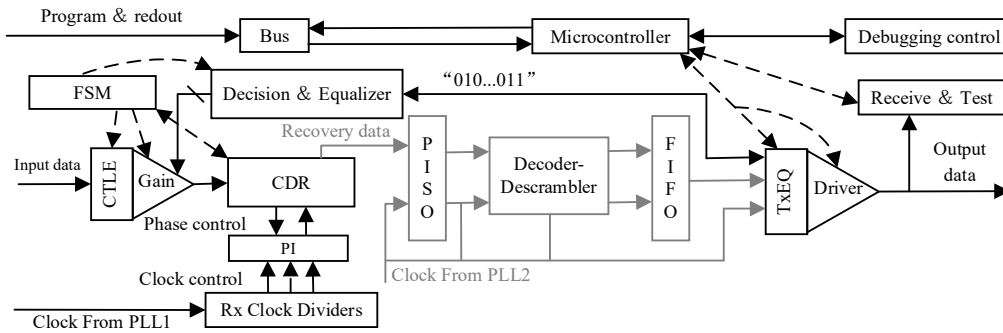 Program & redout
Bus
Microcontroller
Debugging control
FSM
Decision & Equalizer
“010...011”
Receive & Test
Recovery data
Input data
CTLE
Gain
CDR
PISO
Decoder-
Descrambler
FIFO
TxEQ
Driver
Output
data
Phase control
PI
Clock control
Clock From PLL2
Rx Clock Dividers
Clock From PLL1